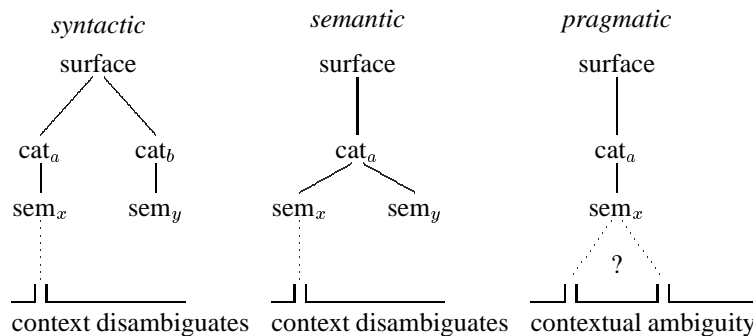 syntactic semantic pragmatic
surface surface surface
cat_a cat_b cat_a cat_a
sem_x sem_y sem_x sem_y sem_x
?
context disambiguates context disambiguates contextual ambiguity